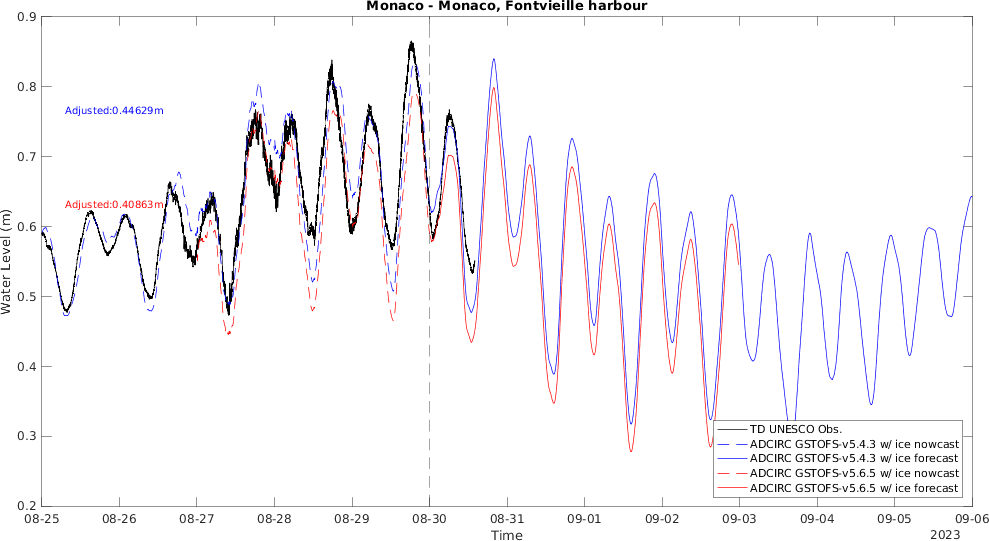 Monaco - Monaco, Fontvieille harbour
0.9
0.8
Adjusted:0.44629m
0.7
Adjusted:0.40863m
0.6
Water Level (m)
0.5
0.4
0.3
0.2
TD UNESCO Obs.
ADCIRC GSTOFS-v5.4.3 w/ ice nowcast
ADCIRC GSTOFS-v5.4.3 w/ ice forecast
ADCIRC GSTOFS-v5.6.5 w/ ice nowcast
ADCIRC GSTOFS-v5.6.5 w/ ice forecast
08-25 08-26 08-27 08-28 08-29 08-30 08-31 09-01 09-02 09-03 09-04 09-05 09-06
Time
2023